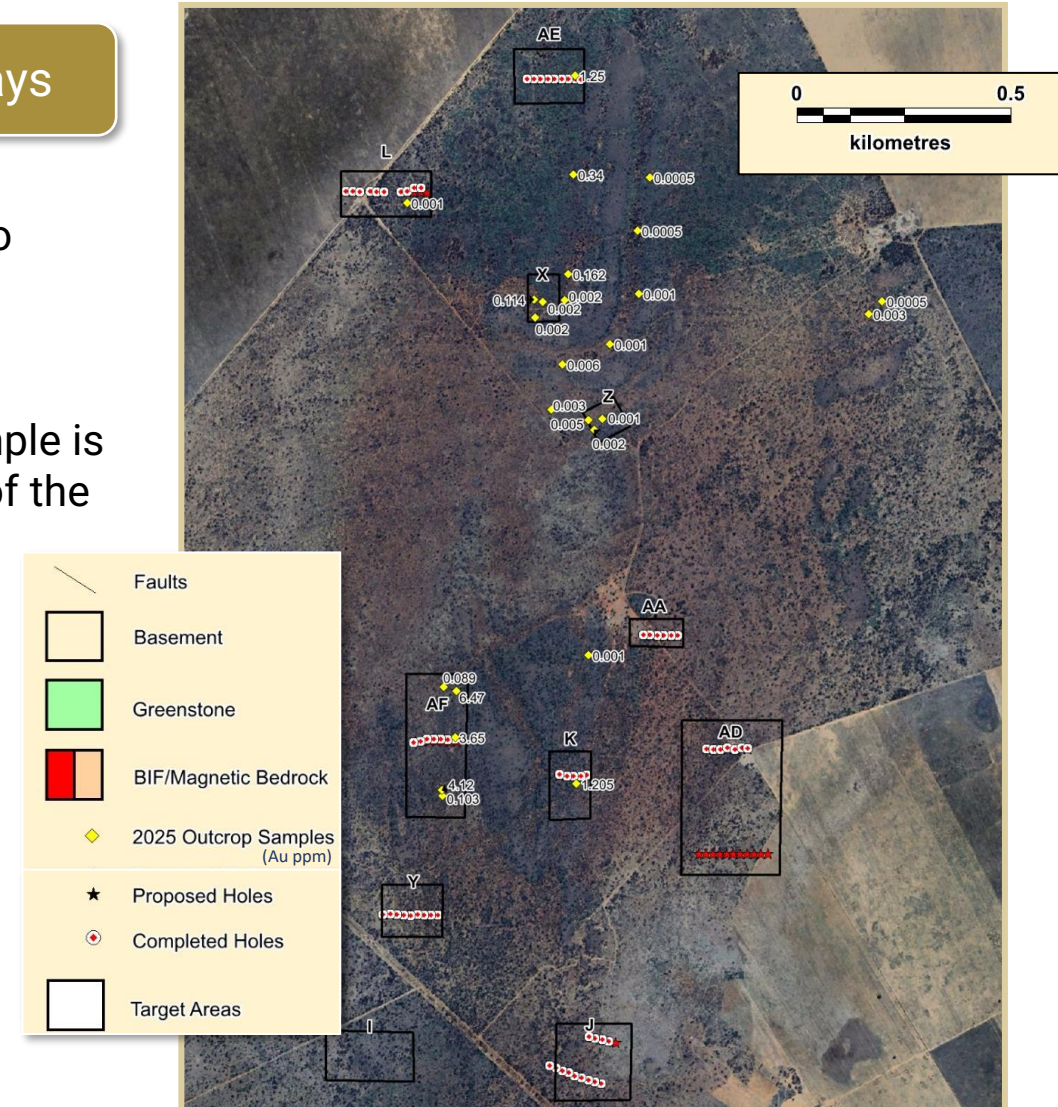 ays
o
nple is
of the
0 0.5
kilometres
AE
1.25
L
0.34
0.0005
0.001
0.0005
0.162
X
0.114
0.002
0.002
0.001
0.002
0.0005
0.003
0.001
0.006
Z
0.003
0.001
0.005
0.002
AA
0.001
0.089
6.47
AF
3.65
K
AD
4.12
0.103
1.205
Y
I
J
Faults
Basement
Greenstone
BIF/Magnetic Bedrock
2025 Outcrop Samples
(Au ppm)
Proposed Holes
Completed Holes
Target Areas